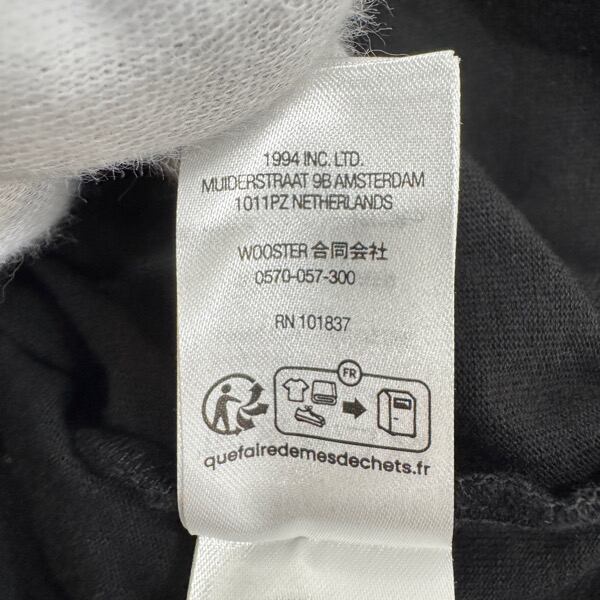 1994 INC. LTD.
MUIDERSTRAAT 9B AMSTERDAM
1011PZ NETHERLANDS
WOOSTER 合同会社
0570-057-300
RN 101837
FR
quefairedemesdechets.fr